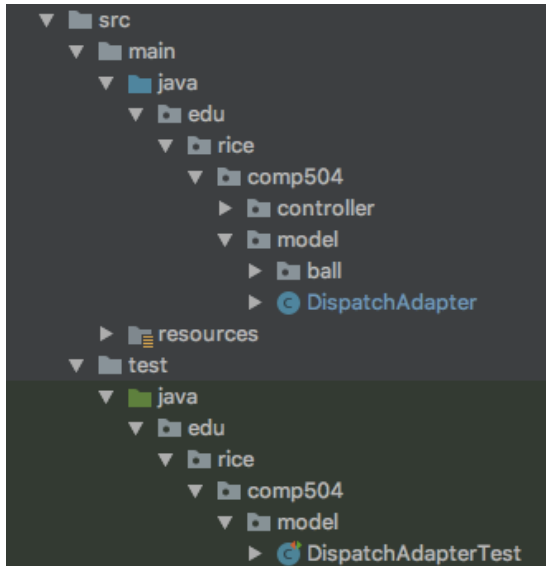 src
main
java
edu
rice
comp504
controller
model
ball
DispatchAdapter
resources
test
java
edu
rice
comp504
model
DispatchAdapterTest